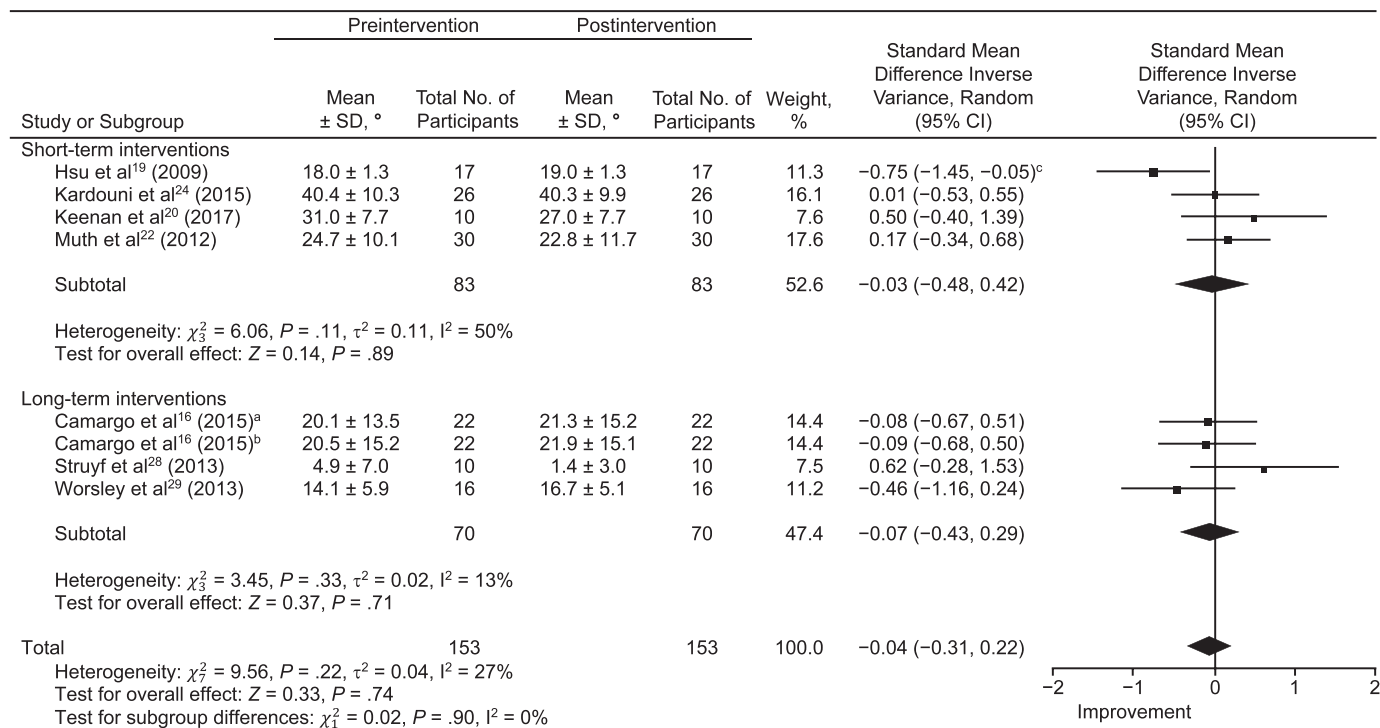 Preintervention Postintervention
Standard Mean Standard Mean
Difference Inverse Difference Inverse
Mean Total No. of Mean Total No. of Weight, Variance, Random Variance, Random
Study or Subgroup ± SD, ° Participants ± SD, ° Participants % (95% CI) (95% CI)
Short-term interventions
Hsu et al¹⁹ (2009) 18.0 ± 1.3 17 19.0 ± 1.3 17 11.3 −0.75 (−1.45, −0.05)ᶜ
Kardouni et al²⁴ (2015) 40.4 ± 10.3 26 40.3 ± 9.9 26 16.1 0.01 (−0.53, 0.55)
Keenan et al²⁰ (2017) 31.0 ± 7.7 10 27.0 ± 7.7 10 7.6 0.50 (−0.40, 1.39)
Muth et al²² (2012) 24.7 ± 10.1 30 22.8 ± 11.7 30 17.6 0.17 (−0.34, 0.68)
Subtotal 83 83 52.6 −0.03 (−0.48, 0.42)
Heterogeneity: χ²₃ = 6.06, P = .11, τ² = 0.11, I² = 50%
Test for overall effect: Z = 0.14, P = .89
Long-term interventions
Camargo et al¹⁶ (2015)ᵃ 20.1 ± 13.5 22 21.3 ± 15.2 22 14.4 −0.08 (−0.67, 0.51)
Camargo et al¹⁶ (2015)ᵇ 20.5 ± 15.2 22 21.9 ± 15.1 22 14.4 −0.09 (−0.68, 0.50)
Struyf et al²⁸ (2013) 4.9 ± 7.0 10 1.4 ± 3.0 10 7.5 0.62 (−0.28, 1.53)
Worsley et al²⁹ (2013) 14.1 ± 5.9 16 16.7 ± 5.1 16 11.2 −0.46 (−1.16, 0.24)
Subtotal 70 70 47.4 −0.07 (−0.43, 0.29)
Heterogeneity: χ²₃ = 3.45, P = .33, τ² = 0.02, I² = 13%
Test for overall effect: Z = 0.37, P = .71
Total 153 153 100.0 −0.04 (−0.31, 0.22)
Heterogeneity: χ²₇ = 9.56, P = .22, τ² = 0.04, I² = 27%
Test for overall effect: Z = 0.33, P = .74
Test for subgroup differences: χ²₁ = 0.02, P = .90, I² = 0%
−2 −1 0 1 2
Improvement